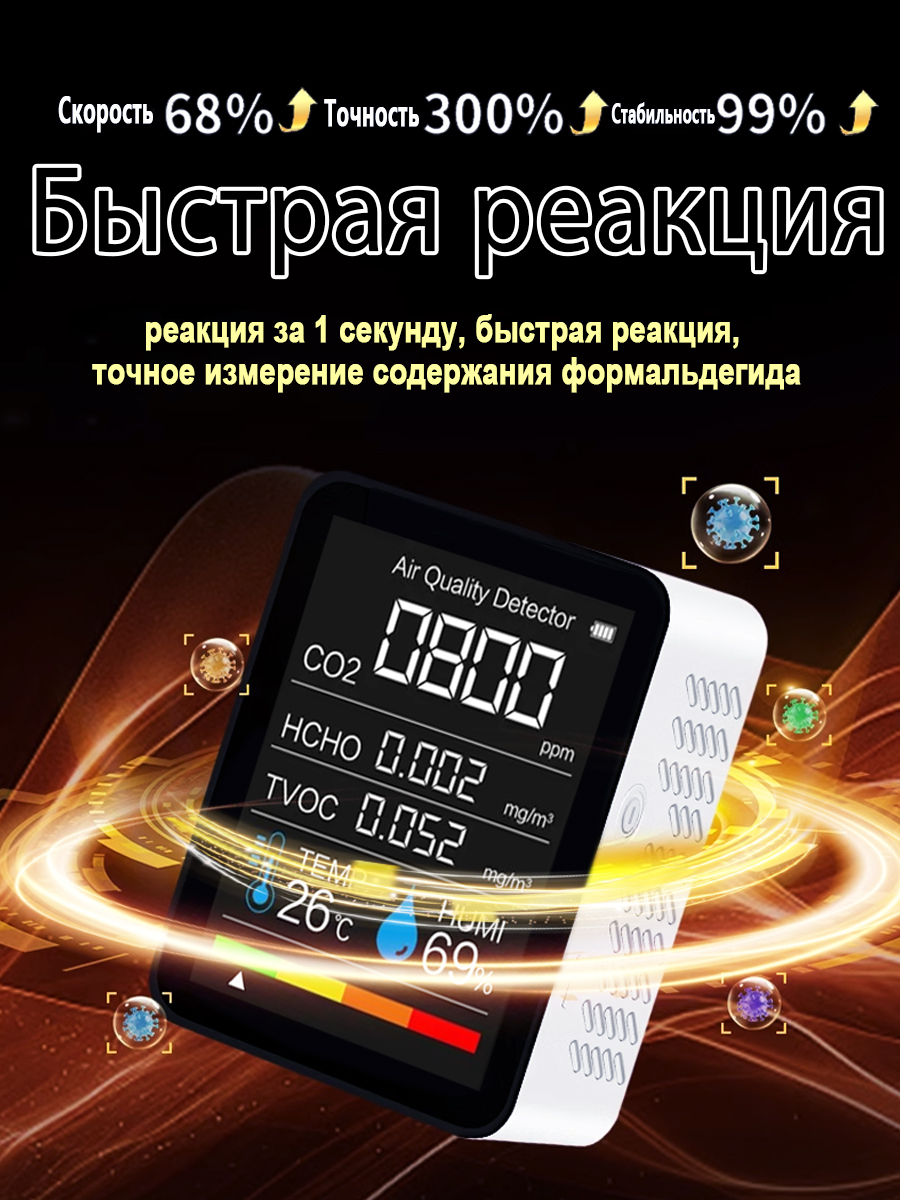 Скорость 68% Точность 300% Стабильность 99%
Быстрая реакция
реакция за 1 секунду, быстрая реакция,
точное измерение содержания формальдегида
Air Quality Detector
CO2 0800 ppm
HCHO 0.002 mg/m³
TVOC 0.052 mg/m³
TEMP HUMI
26°C 69%